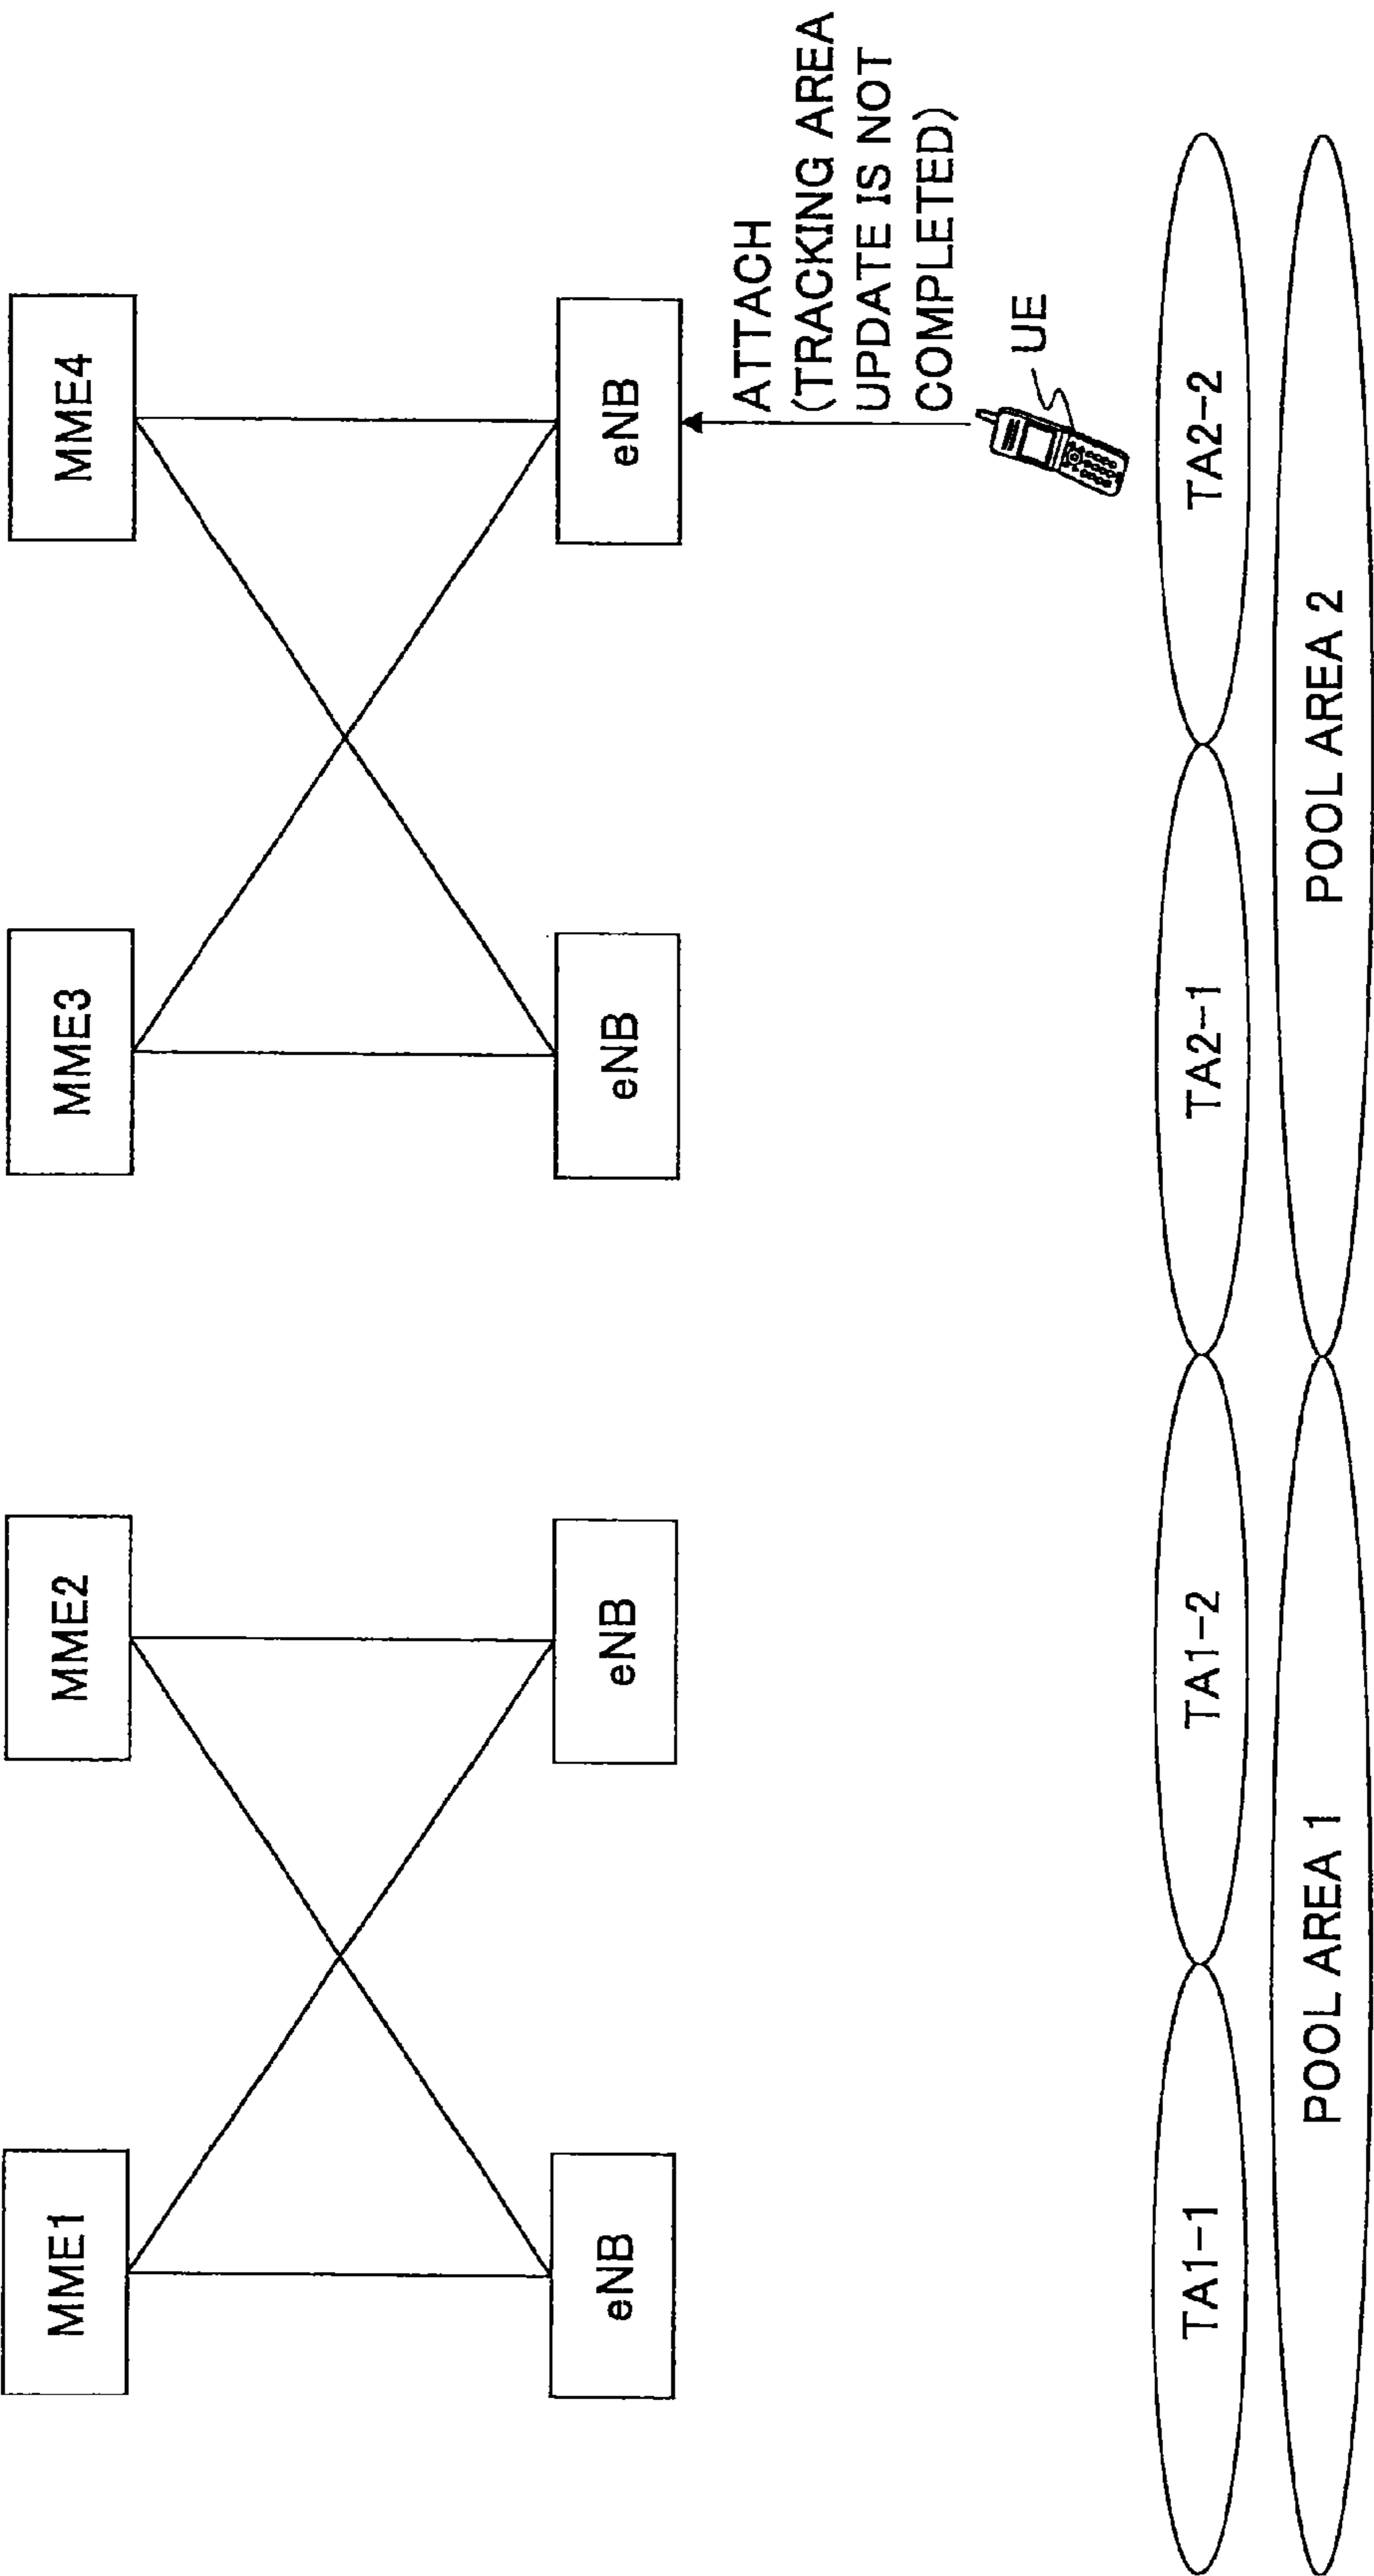 MME1
MME2
MME3
MME4
eNB
eNB
eNB
eNB
ATTACH
(TRACKING AREA
UPDATE IS NOT
COMPLETED)
UE
TA1-1
TA1-2
TA2-1
TA2-2
POOL AREA 1
POOL AREA 2